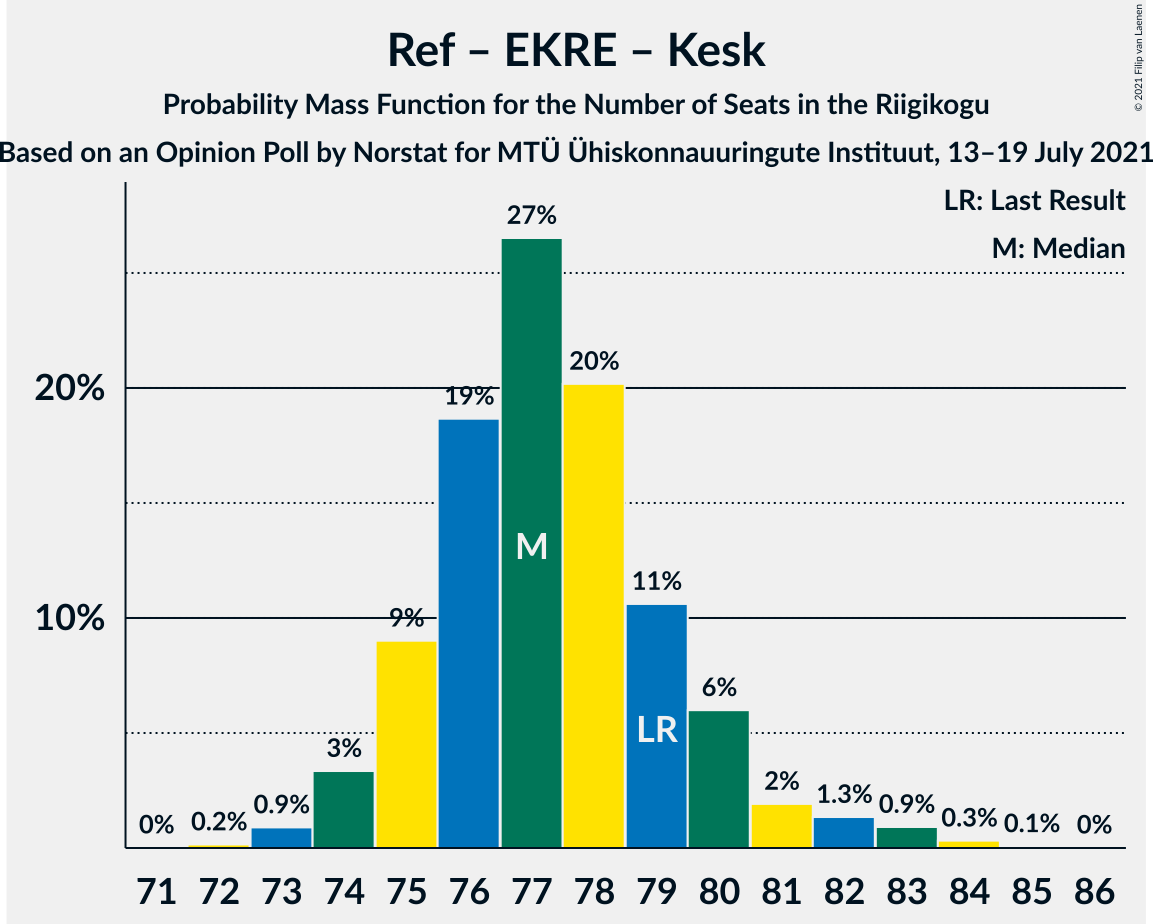 Ref – EKRE – Kesk
Probability Mass Function for the Number of Seats in the Riigikogu
Based on an Opinion Poll by Norstat for MTÜ Ühiskonnauuringute Instituut, 13–19 July 2021
© 2021 Filip van Laenen
LR: Last Result
M: Median
27%
20%
20%
19%
M
11%
10%
9%
6%
LR
3%
2%
1.3%
0.9%
0.9%
0.3%
0.2%
0.1%
0%
0%
71 72 73 74 75 76 77 78 79 80 81 82 83 84 85 86